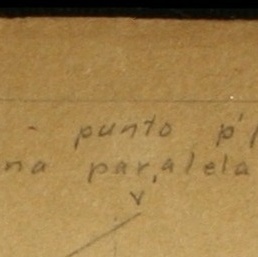 - punto p'
na paralela
v